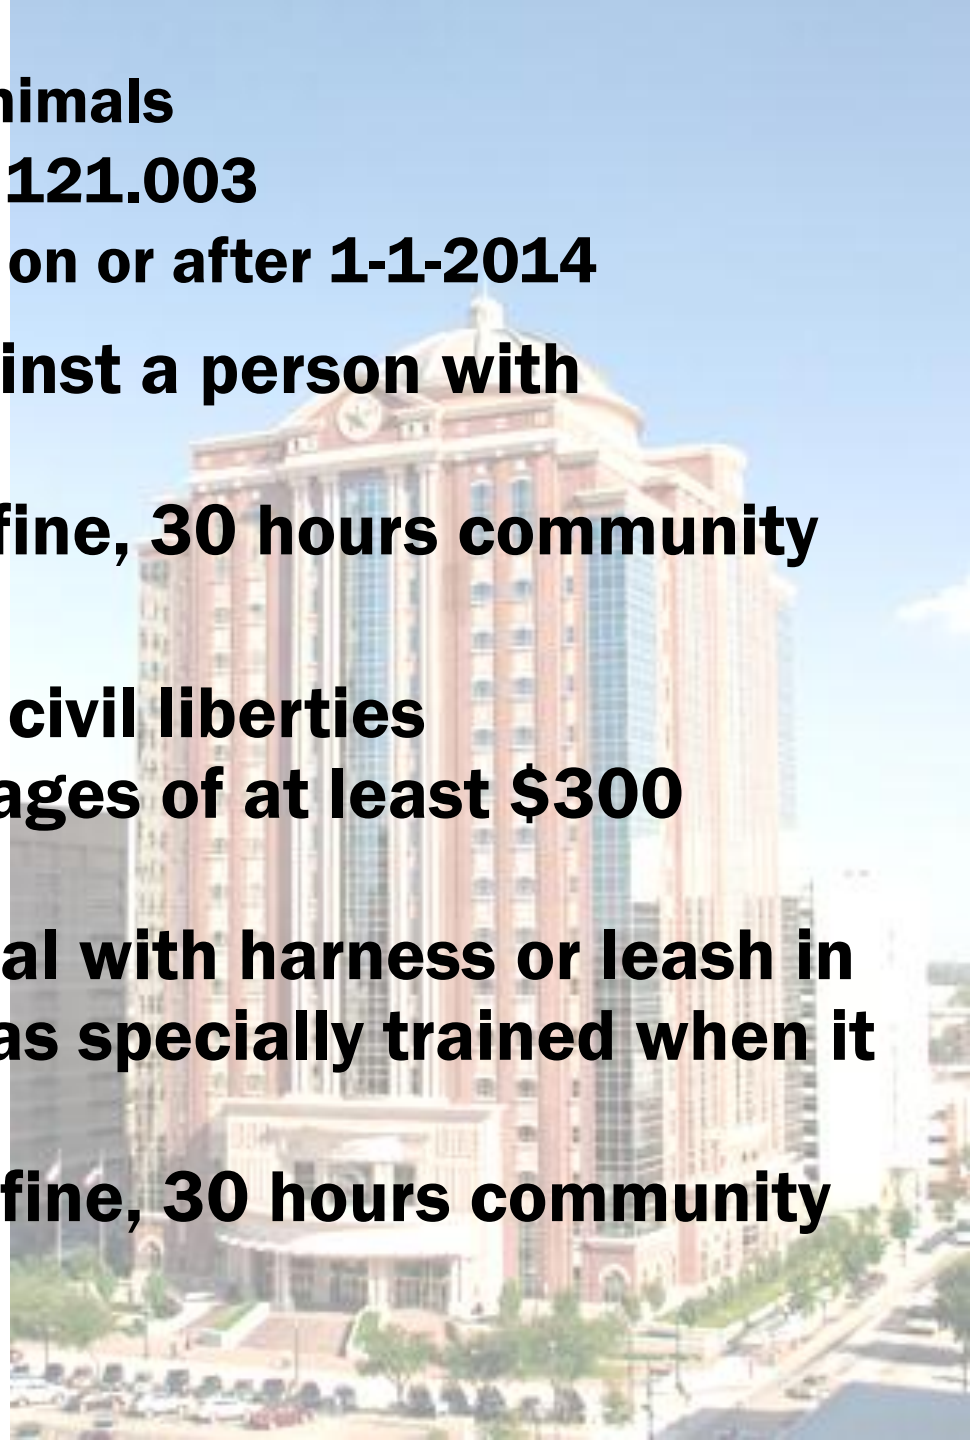 nimals
121.003
on or after 1-1-2014
inst a person with
fine, 30 hours community
civil liberties
ages of at least $300
al with harness or leash in
as specially trained when it
fine, 30 hours community